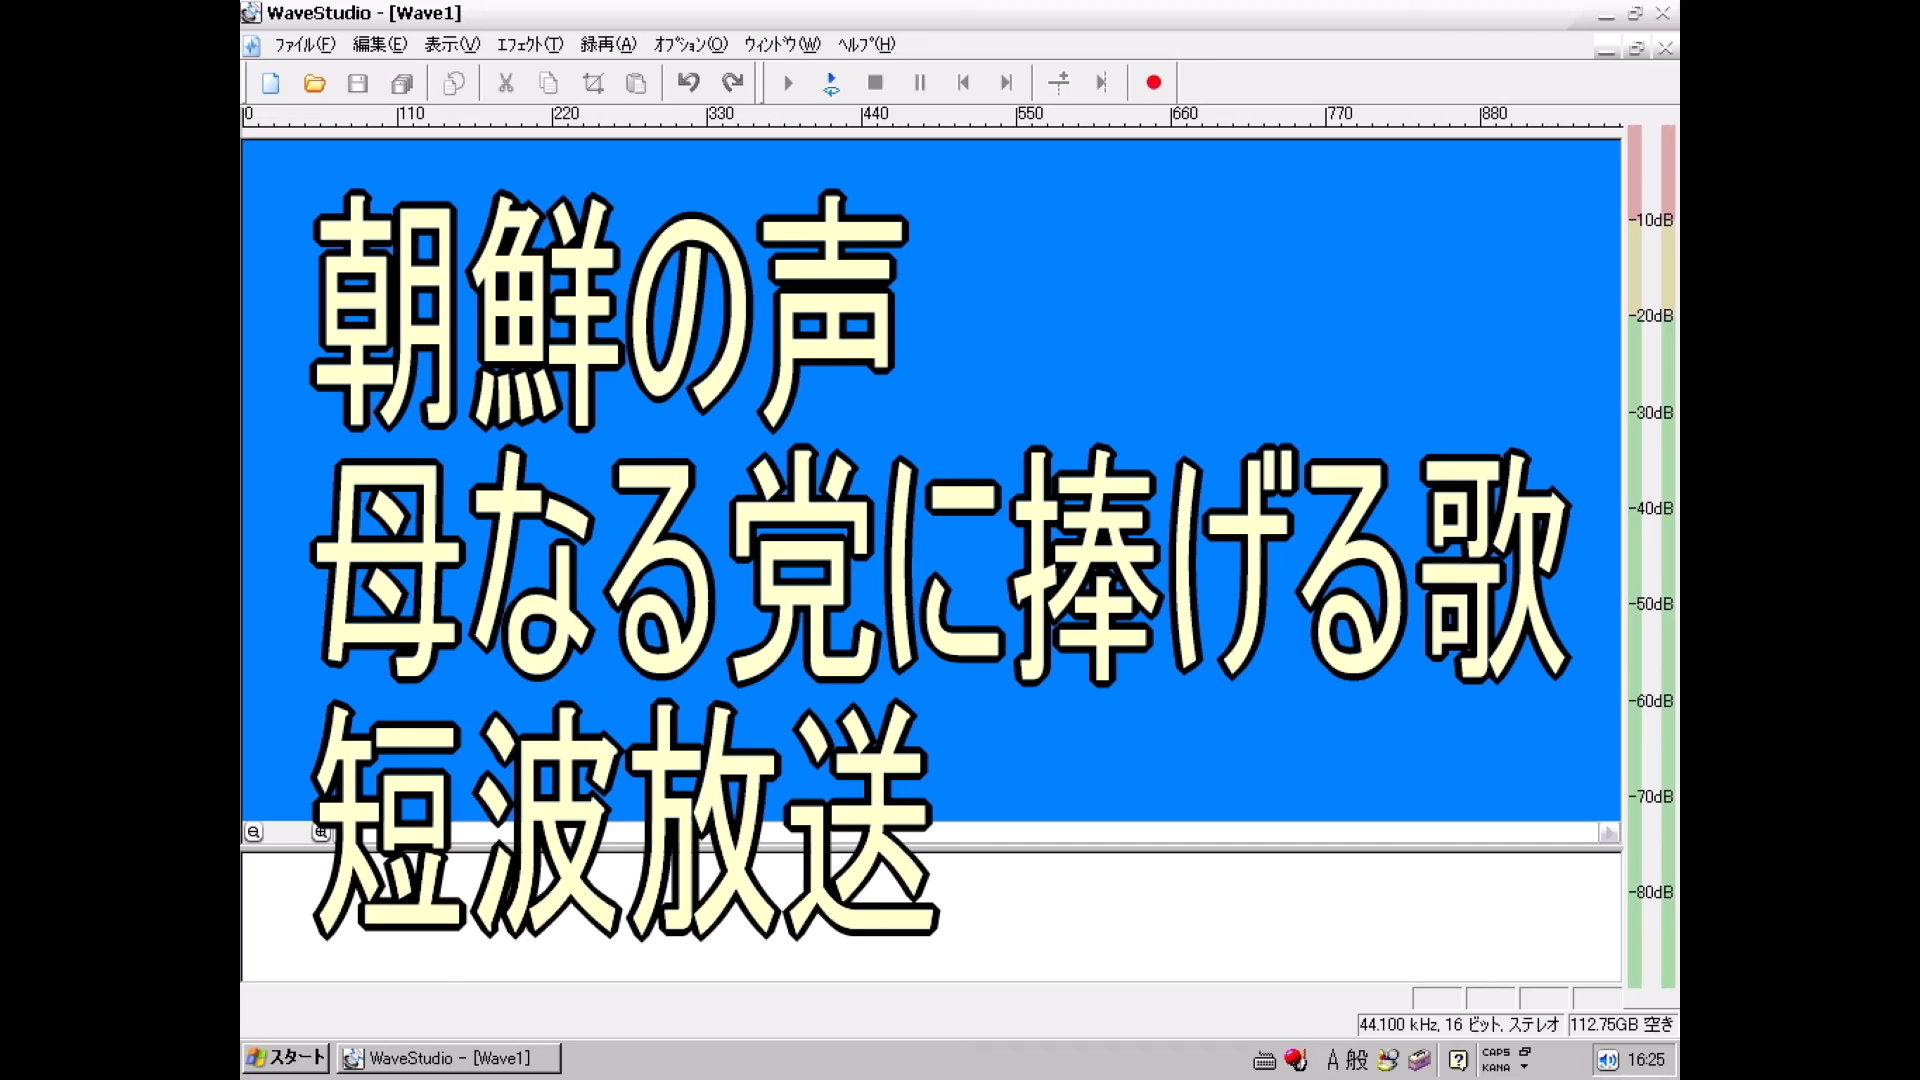 WaveStudio - [Wave1]
ファイル(F) 編集(E) 表示(V) エフェクト(T) 録再(A) オプション(O) ウィンドウ(W) ヘルプ(H)
0 110 220 330 440 550 660 770 880
朝鮮の声
母なる党に捧げる歌
短波放送
-10dB
-20dB
-30dB
-40dB
-50dB
-60dB
-70dB
-80dB
44.100 kHz, 16 ビット, ステレオ 112.75GB 空き
スタート WaveStudio - [Wave1] A 般 CAPS KANA 16:25